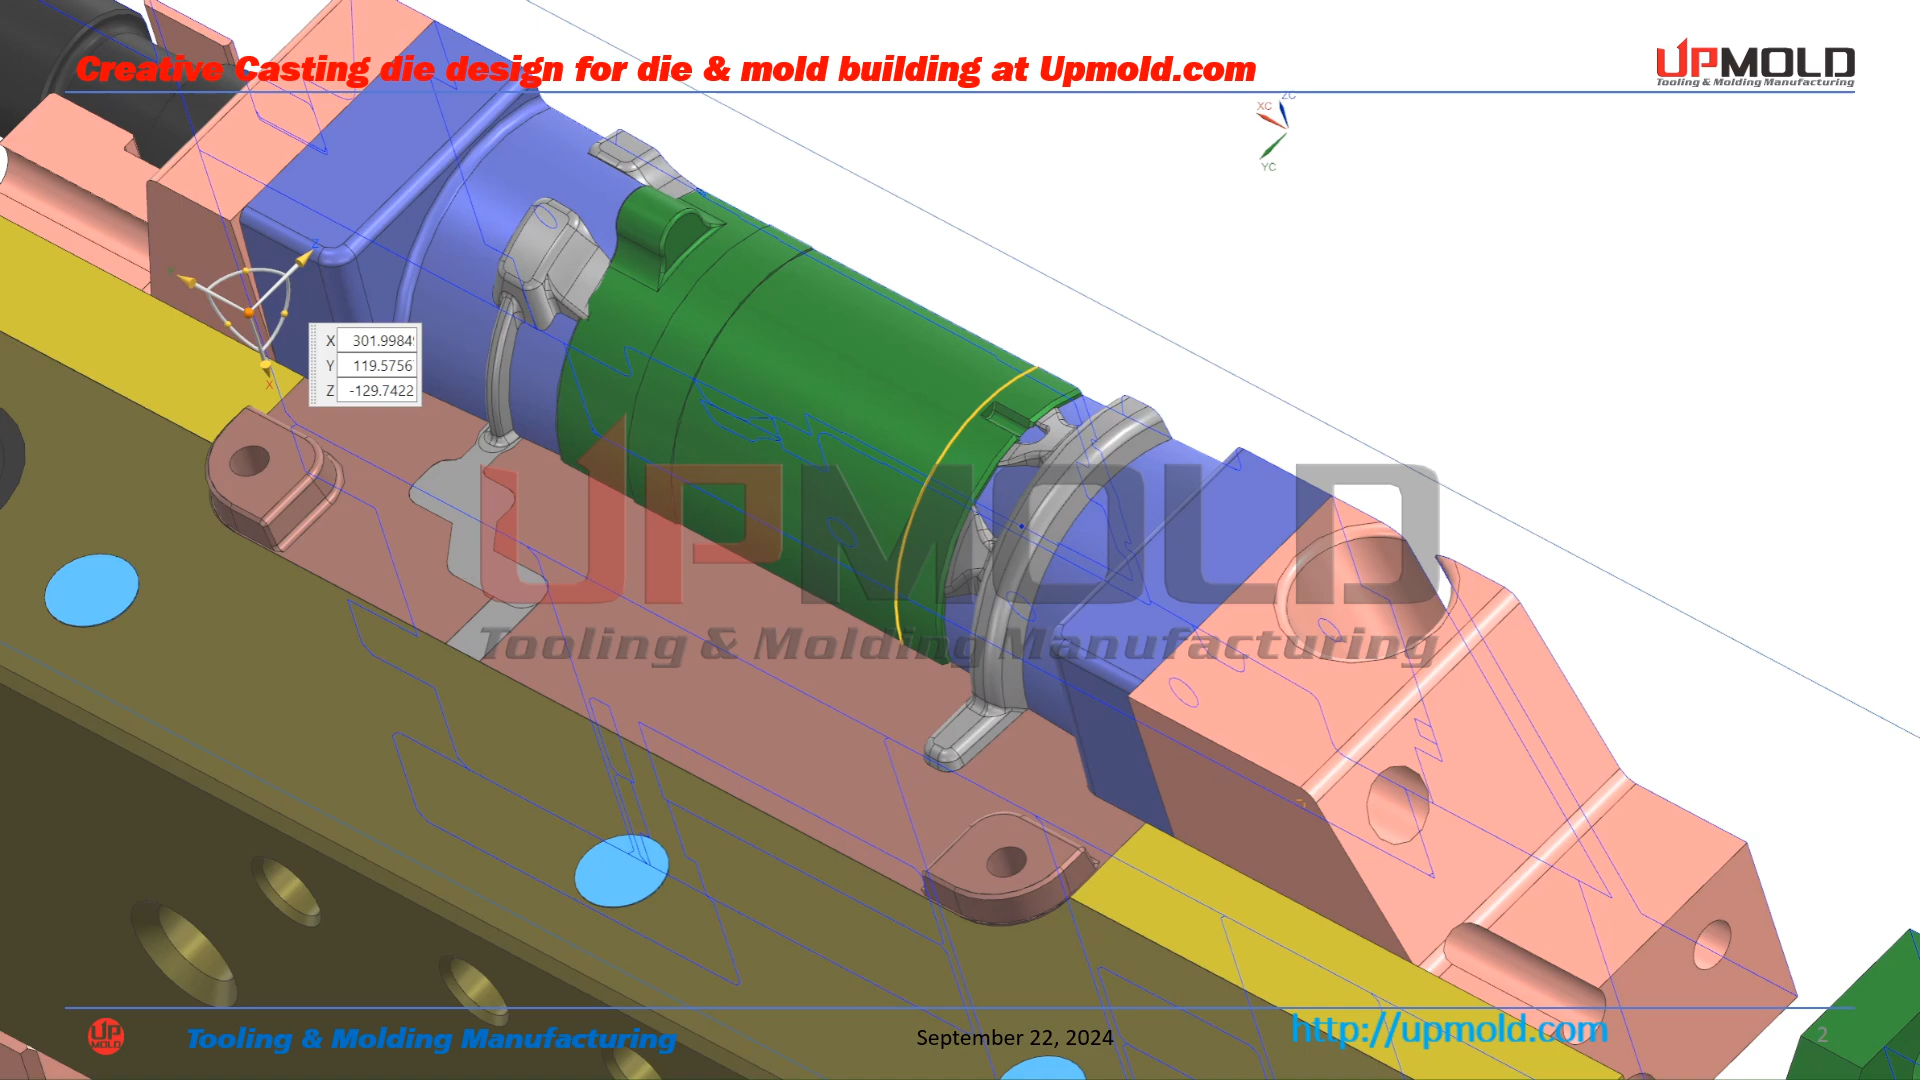 Creative Casting die design for die & mold building at Upmold.com
UPMOLD
Tooling & Molding Manufacturing
XC
ZC
YC
Z
X
X 301.9984
Y 119.5756
Z -129.7422
UPMOLD
Tooling & Molding Manufacturing
UP
MOLD
Tooling & Molding Manufacturing
September 22, 2024
http://upmold.com
2